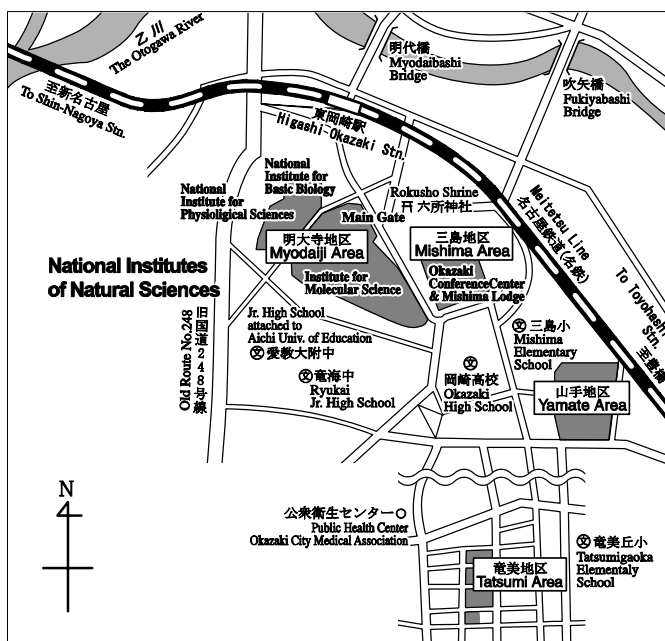 乙川
The Otogawa River
明代橋
Myodaibashi
Bridge
吹矢橋
Fukiyabashi
Bridge
至新名古屋
To Shin-Nagoya Stn.
東岡崎駅
Higashi-Okazaki Stn.
National
Institute for
Basic Biology
National
Institute for
Physioligical Sciences
Main Gate
Rokusho Shrine
六所神社
Meitetsu Line
名古屋鉄道(名鉄)
明大寺地区
Myodaiji Area
三島地区
Mishima Area
National Institutes
of Natural Sciences
Institute for
Molecular Science
Okazaki
ConferenceCenter
& Mishima Lodge
To Toyohashi
Stn.
至豊橋
旧国道248号線
Old Route No.248
Jr. High School
attached to
Aichi Univ. of Education
文 愛教大附中
文 三島小
Mishima
Elementary
School
文 竜海中
Ryukai
Jr. High School
文
岡崎高校
Okazaki
High School
山手地区
Yamate Area
N
公衆衛生センター
Public Health Center
Okazaki City Medical Association
文 竜美丘小
Tatsumigaoka
Elementaly
School
竜美地区
Tatsumi Area